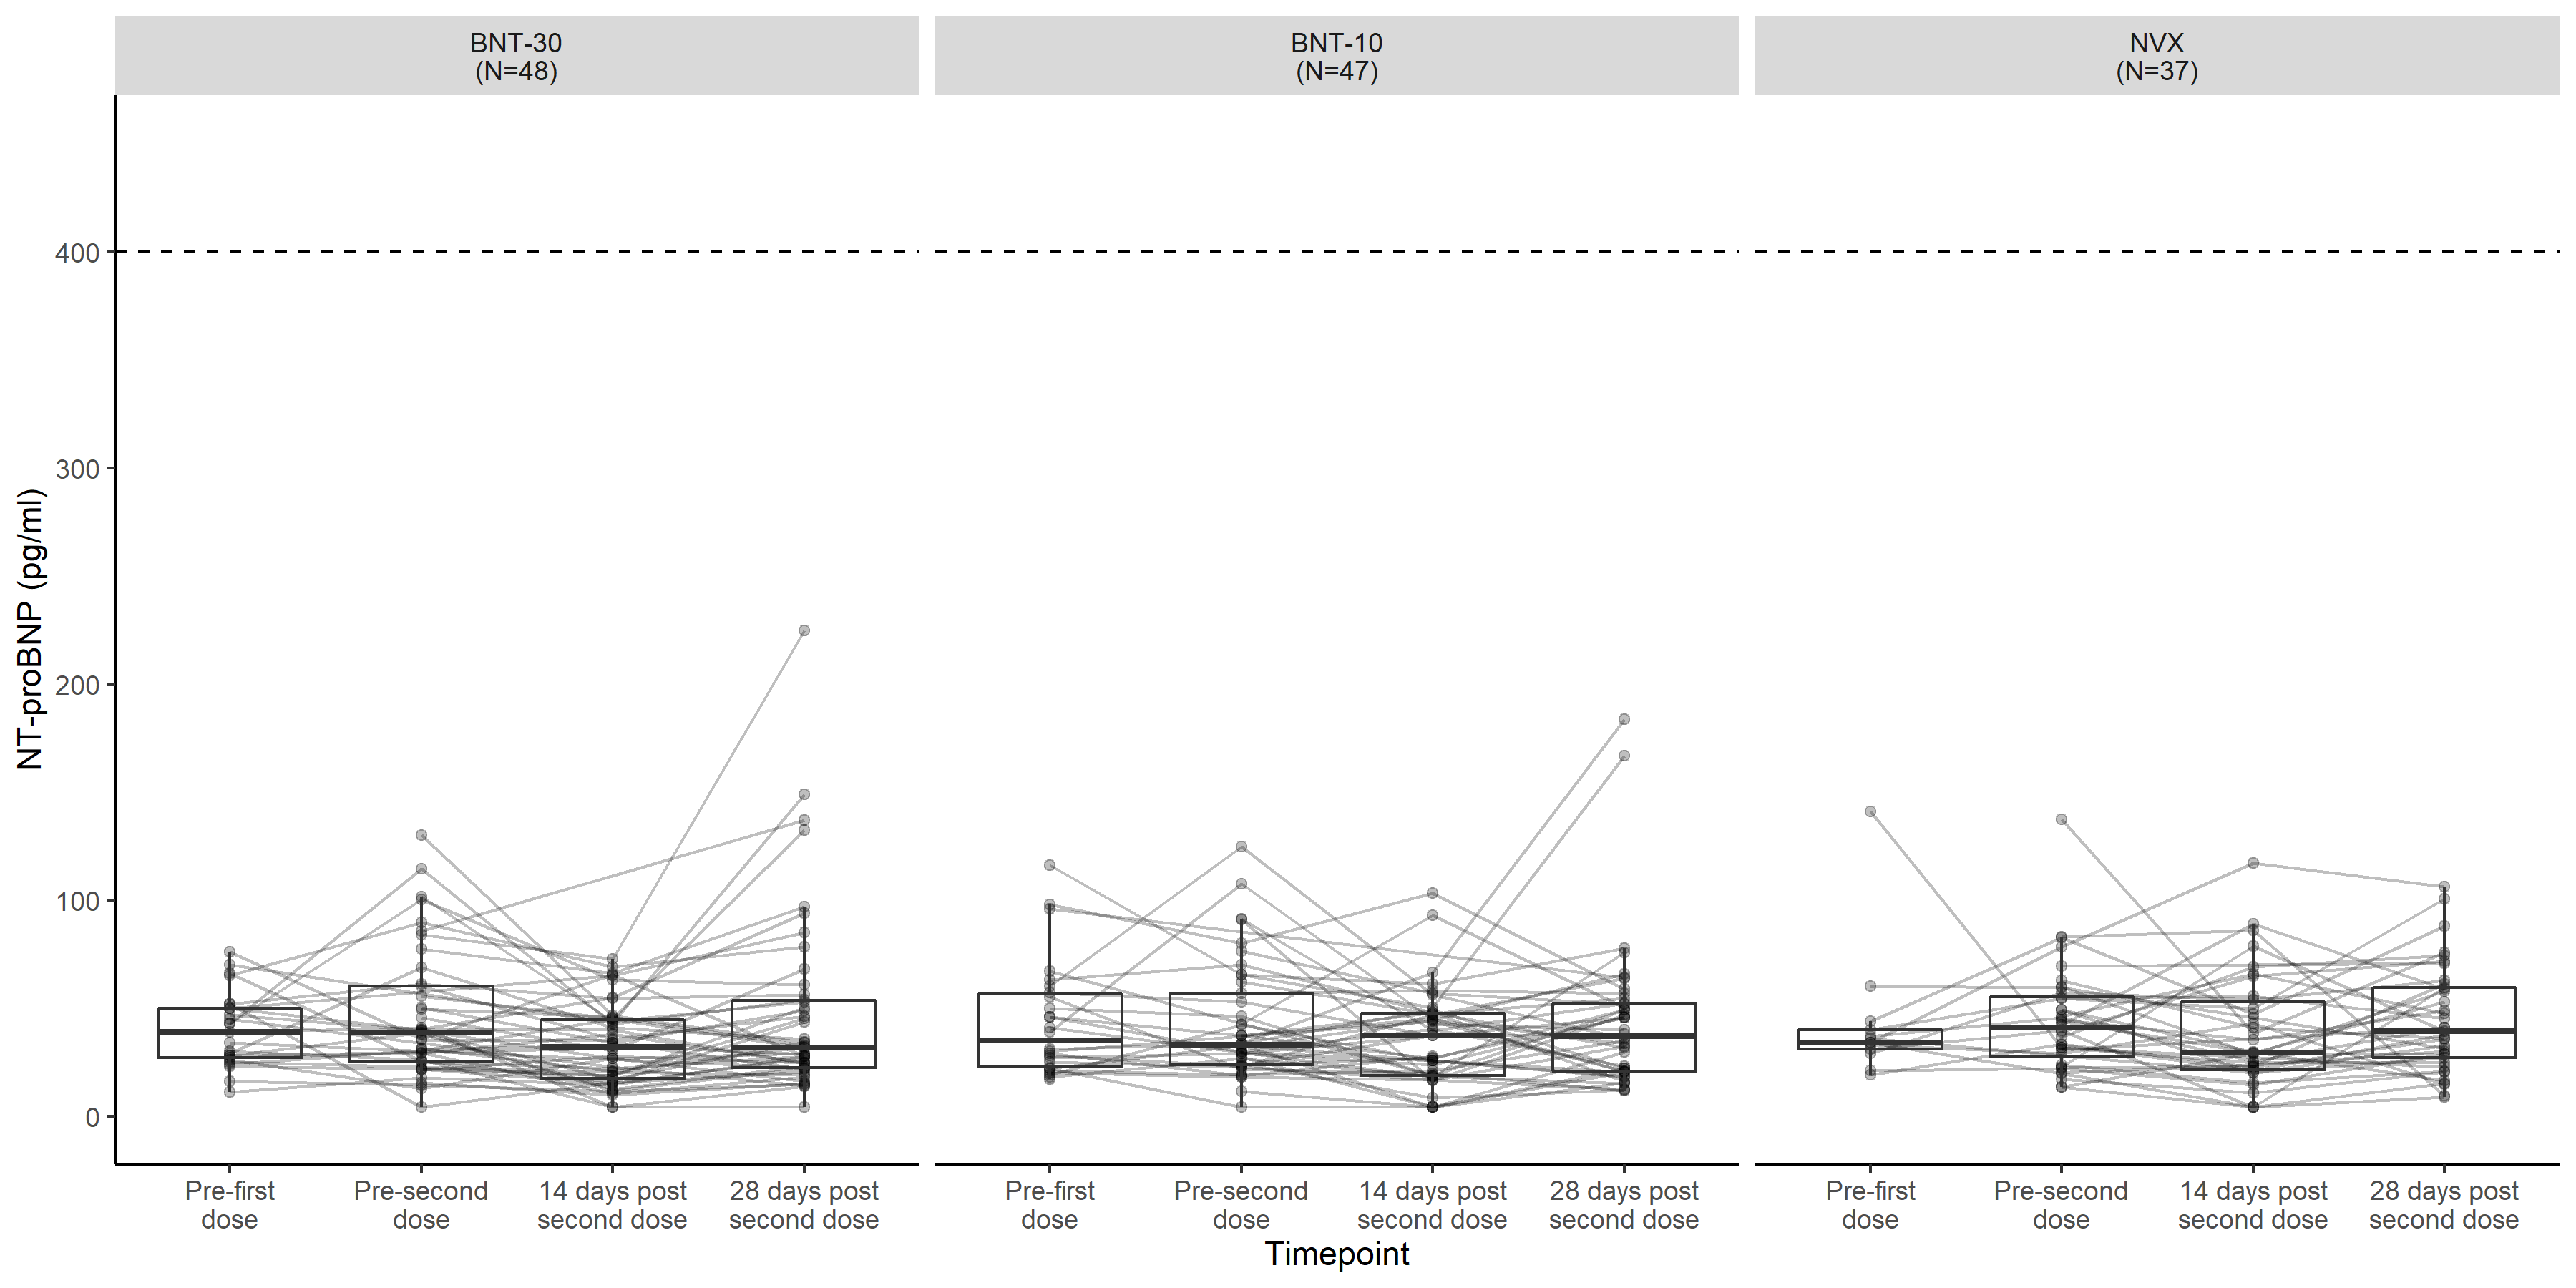 BNT-30
(N=48)
BNT-10
(N=47)
NVX
(N=37)
NT-proBNP (pg/ml)
400
300
200
100
0
Pre-first
dose
Pre-second
dose
14 days post
second dose
28 days post
second dose
Pre-first
dose
Pre-second
dose
14 days post
second dose
28 days post
second dose
Pre-first
dose
Pre-second
dose
14 days post
second dose
28 days post
second dose
Timepoint